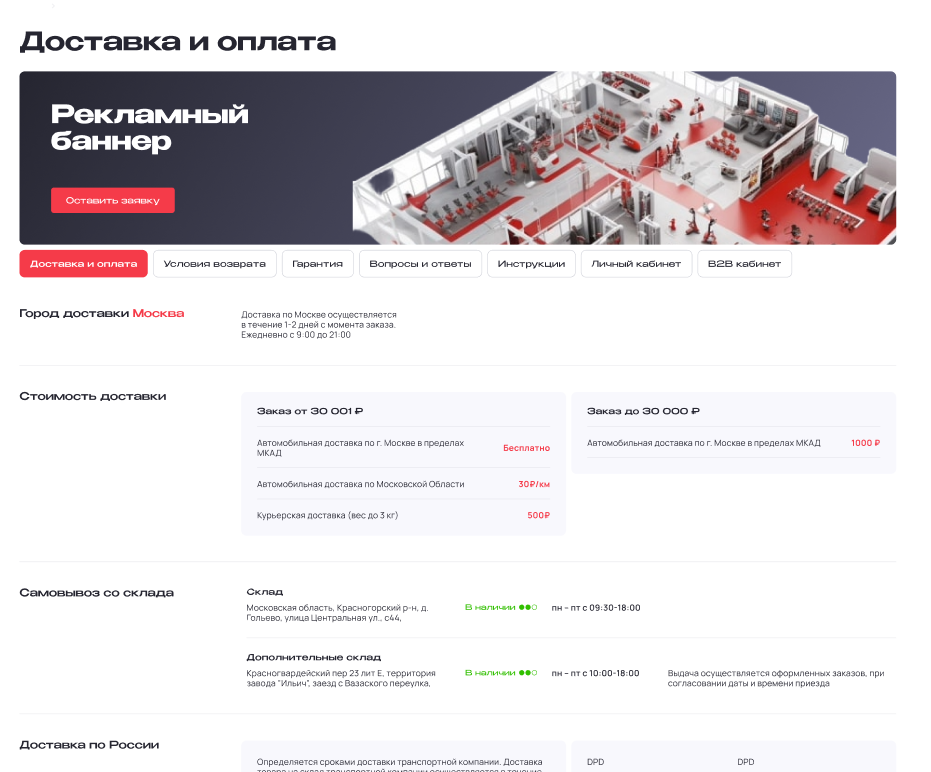 Доставка и оплата
Рекламный
баннер
Оставить заявку
Доставка и оплата
Условия возврата
Гарантия
Вопросы и ответы
Инструкции
Личный кабинет
B2B кабинет
Город доставки Москва
Доставка по Москве осуществляется
в течение 1-2 дней с момента заказа.
Ежедневно с 9:00 до 21:00
Стоимость доставки
Заказ от 30 001 ₽
Автомобильная доставка по г. Москве в пределах
МКАД
Бесплатно
Автомобильная доставка по Московской Области
30₽/км
Курьерская доставка (вес до 3 кг)
500₽
Заказ до 30 000 ₽
Автомобильная доставка по г. Москве в пределах МКАД
1000 ₽
Самовывоз со склада
Склад
Московская область, Красногорский р-н, д.
Гольево, улица Центральная ул., с44,
В наличии
пн – пт с 09:30-18:00
Дополнительные склад
Красногвардейский пер 23 лит Е, территория
завода "Ильич", заезд с Вазаского переулка,
В наличии
пн – пт с 10:00-18:00
Выдача осуществляется оформленных заказов, при
согласовании даты и времени приезда
Доставка по России
Определяется сроками доставки транспортной компании. Доставка
товара на склад транспортной компании осуществляется в течение
DPD
DPD